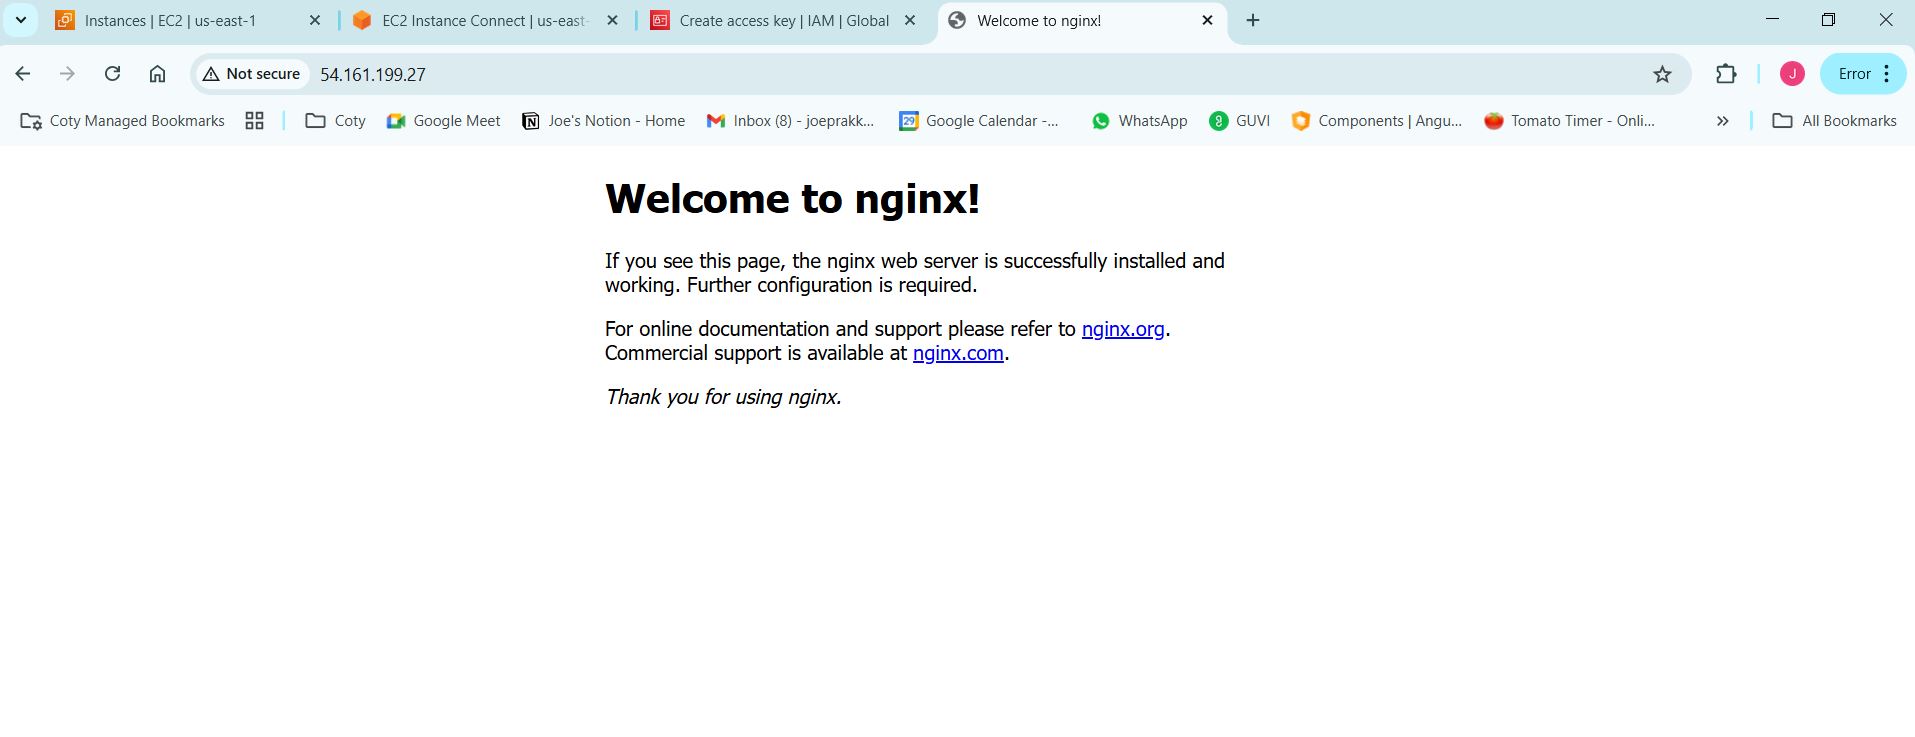 Instances | EC2 | us-east-1
EC2 Instance Connect | us-east-
Create access key | IAM | Global
Welcome to nginx!
Not secure
54.161.199.27
J
Error
Coty Managed Bookmarks
Coty
Google Meet
Joe's Notion - Home
Inbox (8) - joeprakk...
29
Google Calendar -...
WhatsApp
GUVI
Components | Angu...
Tomato Timer - Onli...
All Bookmarks
Welcome to nginx!
If you see this page, the nginx web server is successfully installed and
working. Further configuration is required.
For online documentation and support please refer to nginx.org.
Commercial support is available at nginx.com.
Thank you for using nginx.